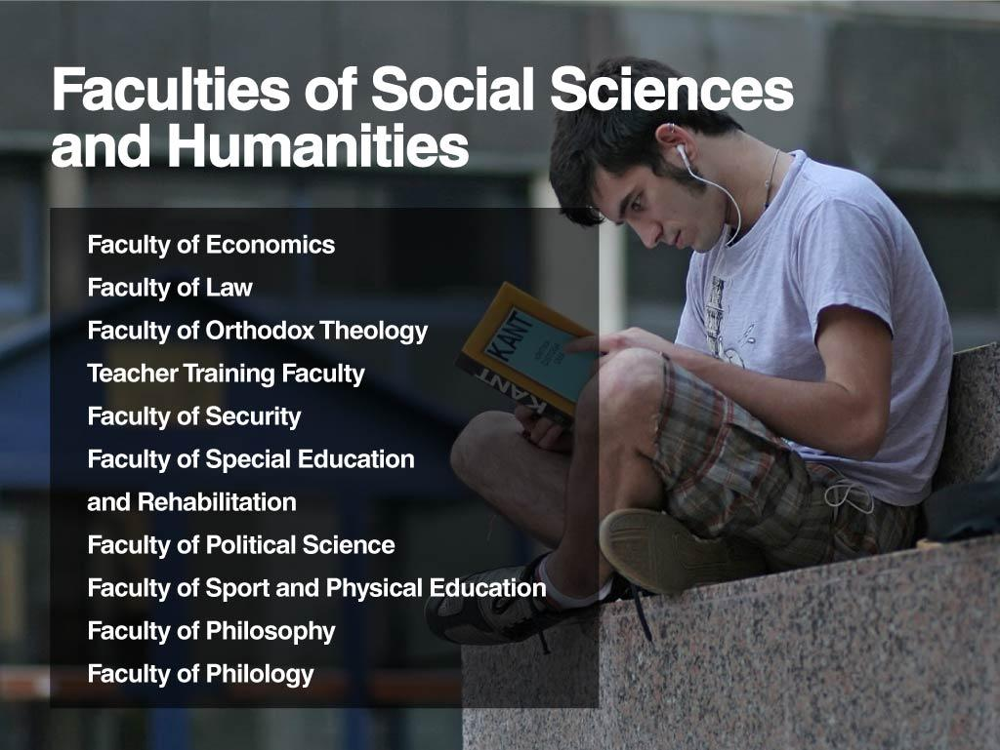 Faculties of Social Sciences
and Humanities
Faculty of Economics
Faculty of Law
Faculty of Orthodox Theology
Teacher Training Faculty
Faculty of Security
Faculty of Special Education
and Rehabilitation
Faculty of Political Science
Faculty of Sport and Physical Education
Faculty of Philosophy
Faculty of Philology
KANT
KANT